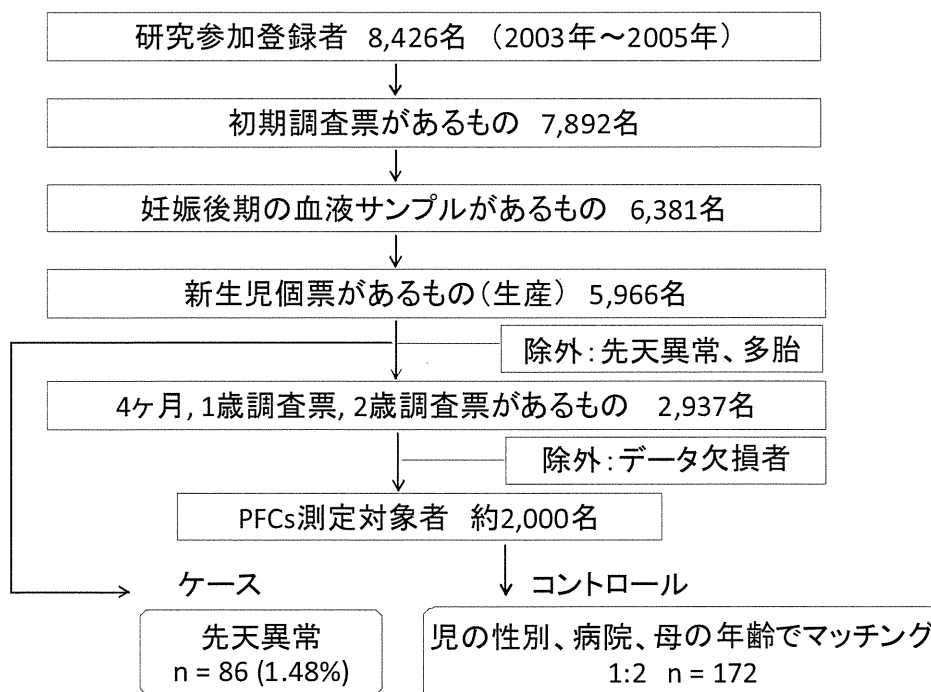 研究参加登録者 8,426名 （2003年～2005年）
初期調査票があるもの 7,892名
妊娠後期の血液サンプルがあるもの 6,381名
新生児個票があるもの（生産） 5,966名
除外：先天異常、多胎
4ヶ月, 1歳調査票, 2歳調査票があるもの 2,937名
除外：データ欠損者
PFCs測定対象者 約2,000名
ケース
先天異常
n = 86 (1.48%)
コントロール
児の性別、病院、母の年齢でマッチング
1:2 n = 172